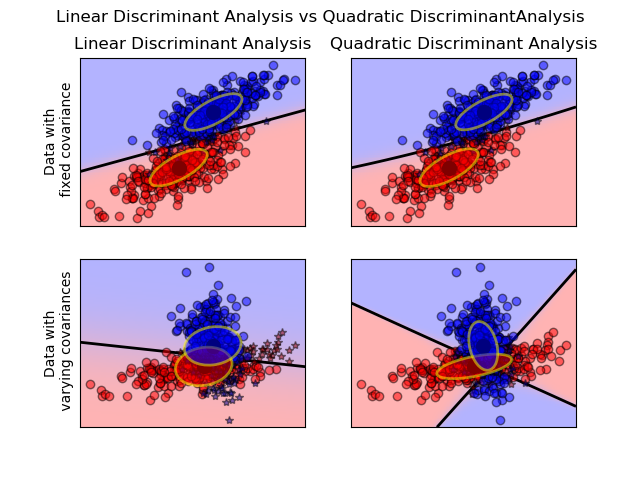 Linear Discriminant Analysis vs Quadratic DiscriminantAnalysis
Linear Discriminant Analysis
Quadratic Discriminant Analysis
Data with
fixed covariance
Data with
varying covariances